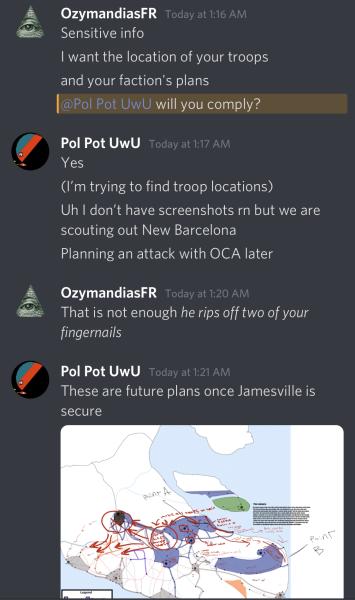 OzymandiasFR Today at 1:16 AM
Sensitive info
I want the location of your troops
and your faction's plans
@Pol Pot UwU will you comply?
Pol Pot UwU Today at 1:17 AM
Yes
(I'm trying to find troop locations)
Uh I don't have screenshots rn but we are
scouting out New Barcelona
Planning an attack with OCA later
OzymandiasFR Today at 1:20 AM
That is not enough he rips off two of your
fingernails
Pol Pot UwU Today at 1:21 AM
These are future plans once Jamesville is
secure
point A
point
B
Legend